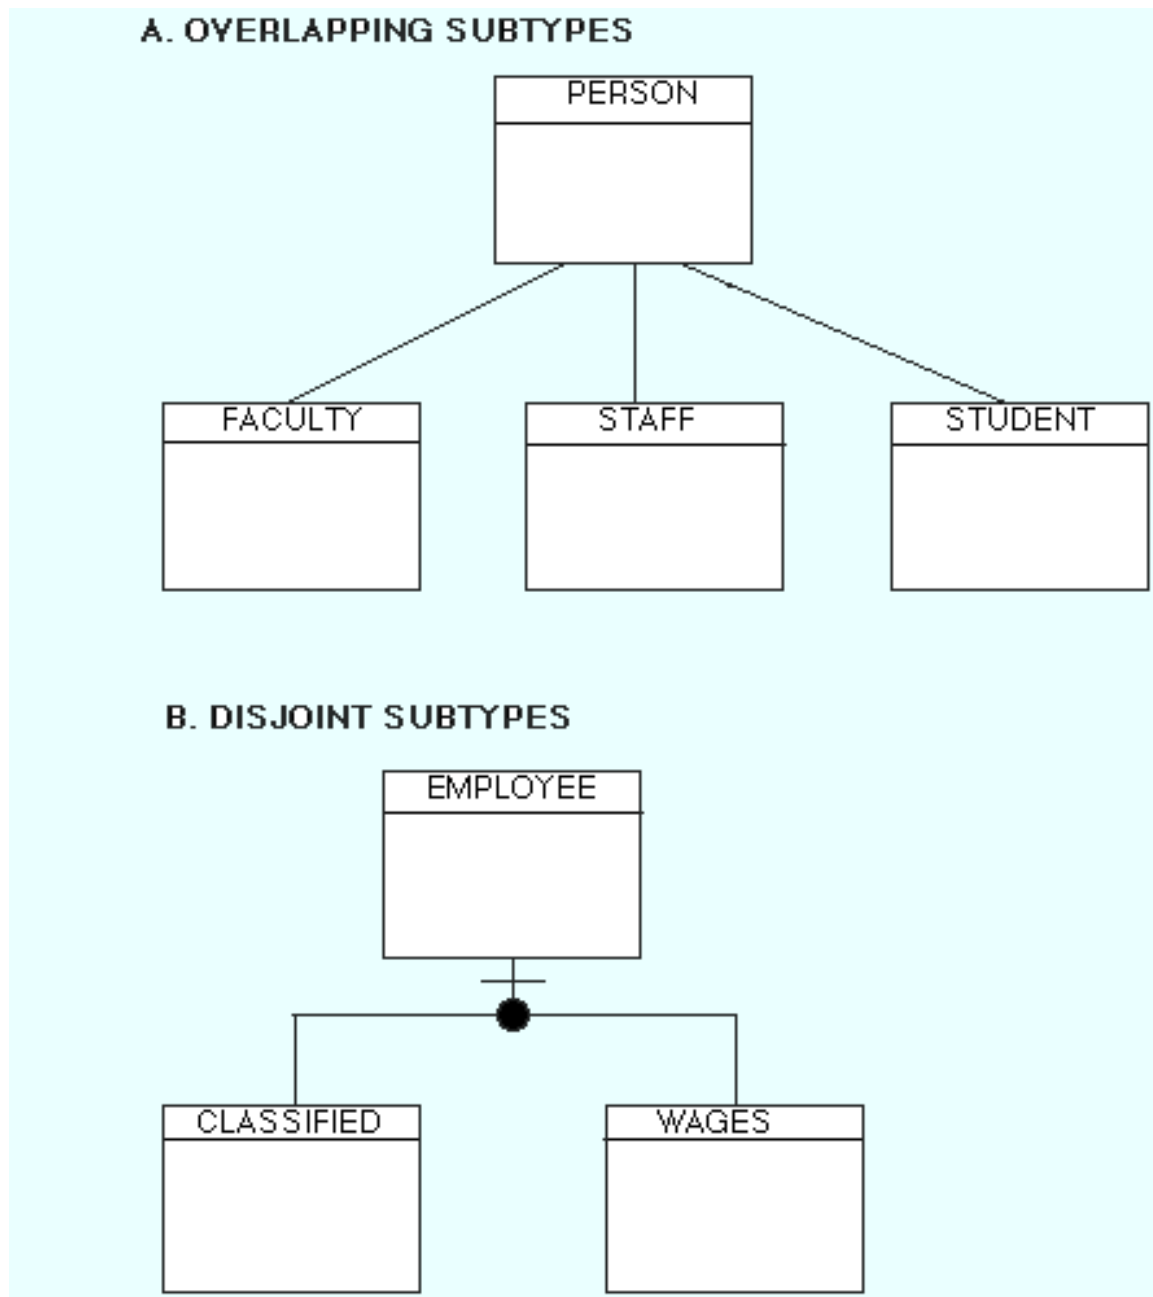 A. OVERLAPPING SUBTYPES
PERSON
FACULTY
STAFF
STUDENT
B. DISJOINT SUBTYPES
EMPLOYEE
CLASSIFIED
WAGES